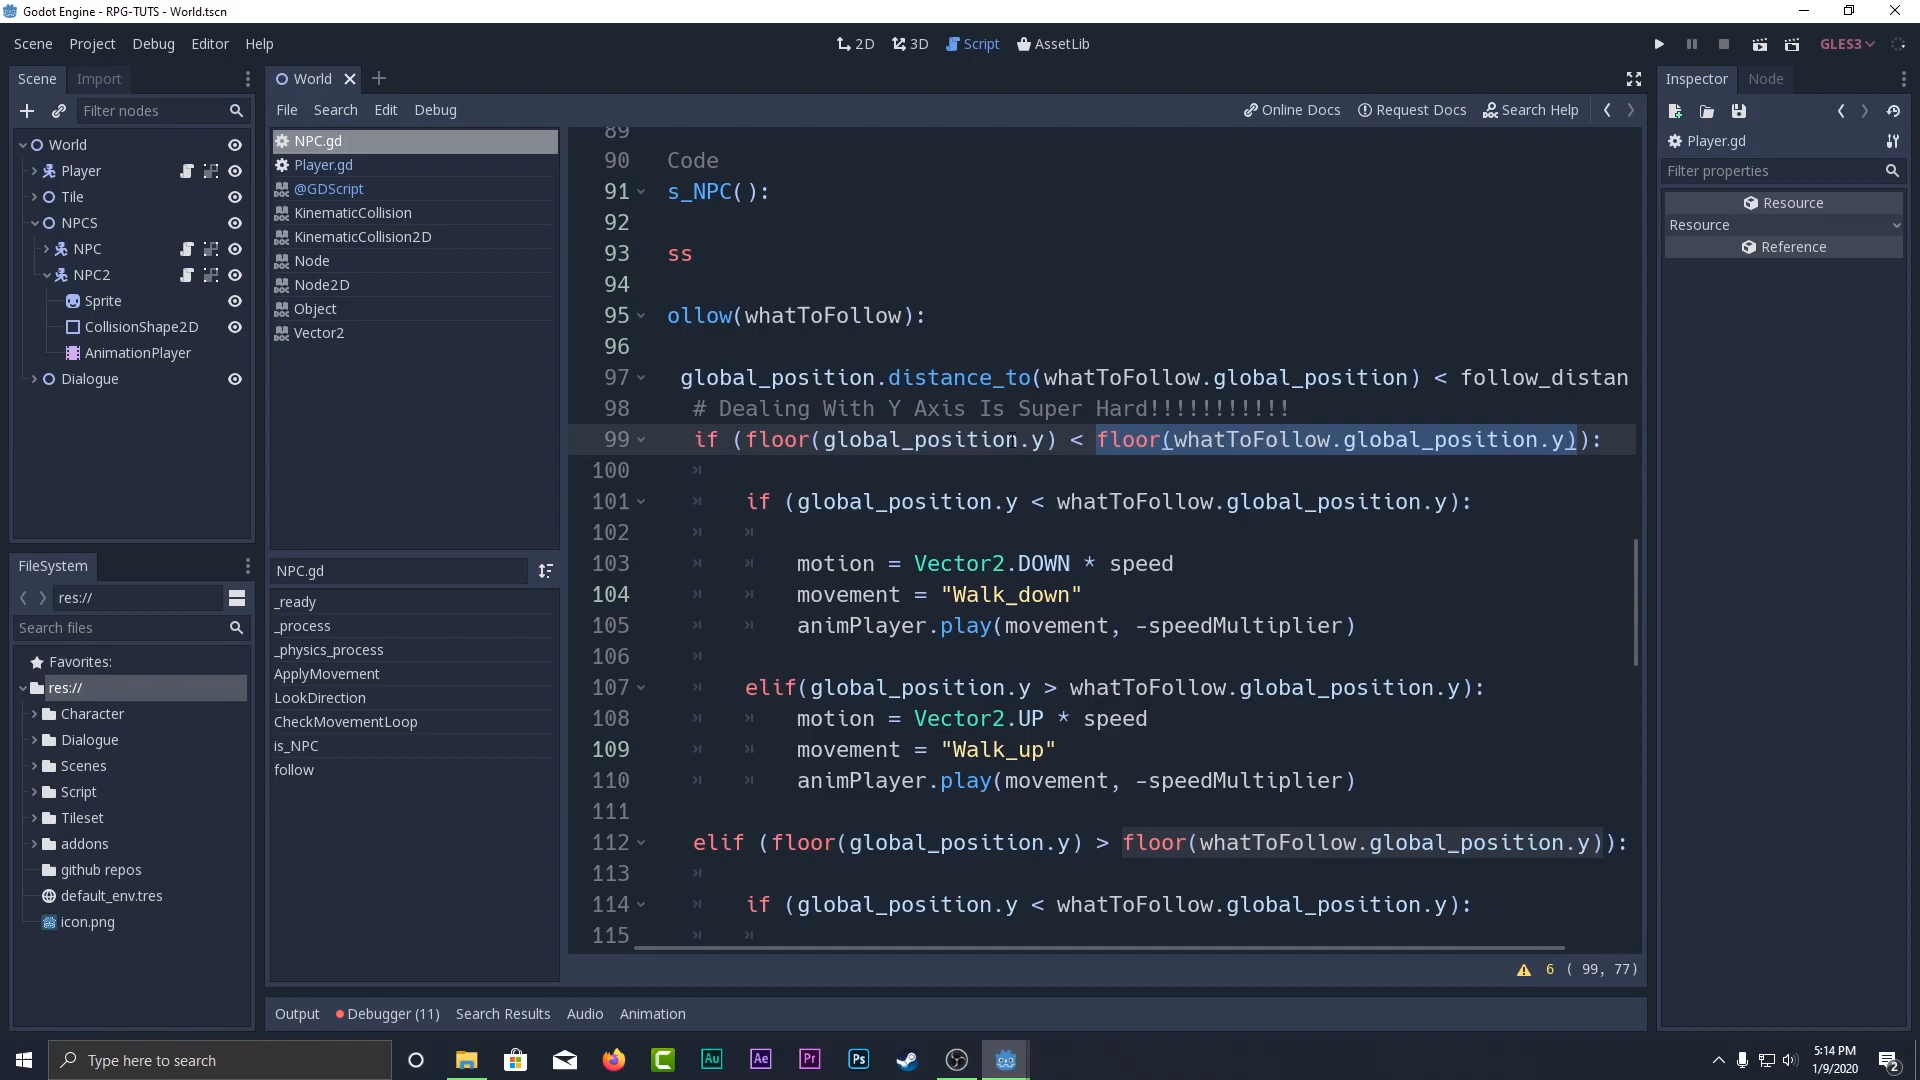 Godot Engine - RPG-TUTS - World.tscn
Scene Project Debug Editor Help
2D 3D Script AssetLib
GLES3
Scene Import
Filter nodes
World
Player
Tile
NPCS
NPC
NPC2
Sprite
CollisionShape2D
AnimationPlayer
Dialogue
FileSystem
res://
Search files
Favorites:
res://
Character
Dialogue
Scenes
Script
Tileset
addons
github repos
default_env.tres
icon.png
World
File Search Edit Debug
Online Docs Request Docs Search Help
NPC.gd
Player.gd
@GDScript
KinematicCollision
KinematicCollision2D
Node
Node2D
Object
Vector2
NPC.gd
_ready
_process
_physics_process
ApplyMovement
LookDirection
CheckMovementLoop
is_NPC
follow
89
90 Code
91 s_NPC():
92
93 ss
94
95 ollow(whatToFollow):
96
97 global_position.distance_to(whatToFollow.global_position) < follow_distan
98 # Dealing With Y Axis Is Super Hard!!!!!!!!!!!
99 if (floor(global_position.y) < floor(whatToFollow.global_position.y)):
100
101 if (global_position.y < whatToFollow.global_position.y):
102
103 motion = Vector2.DOWN * speed
104 movement = "Walk_down"
105 animPlayer.play(movement, -speedMultiplier)
106
107 elif(global_position.y > whatToFollow.global_position.y):
108 motion = Vector2.UP * speed
109 movement = "Walk_up"
110 animPlayer.play(movement, -speedMultiplier)
111
112 elif (floor(global_position.y) > floor(whatToFollow.global_position.y)):
113
114 if (global_position.y < whatToFollow.global_position.y):
115
6 ( 99, 77)
Output Debugger (11) Search Results Audio Animation
Inspector Node
Player.gd
Filter properties
Resource
Resource
Reference
Type here to search
Au Ae Pr Ps
5:14 PM
1/9/2020
2